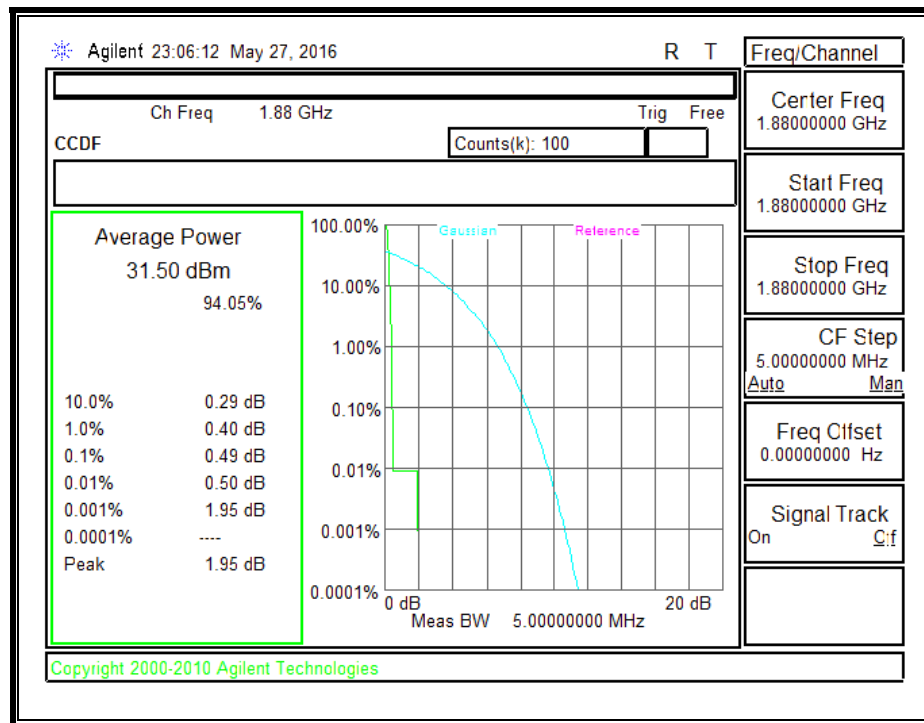 Agilent 23:06:12 May 27, 2016 R T
Ch Freq 1.88 GHz Trig Free
CCDF Counts(k): 100
Average Power
31.50 dBm
94.05%
10.0% 0.29 dB
1.0% 0.40 dB
0.1% 0.49 dB
0.01% 0.50 dB
0.001% 1.95 dB
0.0001% ----
Peak 1.95 dB
Gaussian Reference
100.00%
10.00%
1.00%
0.10%
0.01%
0.001%
0.0001%
0 dB 20 dB
Meas BW 5.00000000 MHz
Freq/Channel
Center Freq
1.88000000 GHz
Start Freq
1.88000000 GHz
Stop Freq
1.88000000 GHz
CF Step
5.00000000 MHz
Auto Man
Freq Offset
0.00000000 Hz
Signal Track
On Off
Copyright 2000-2010 Agilent Technologies